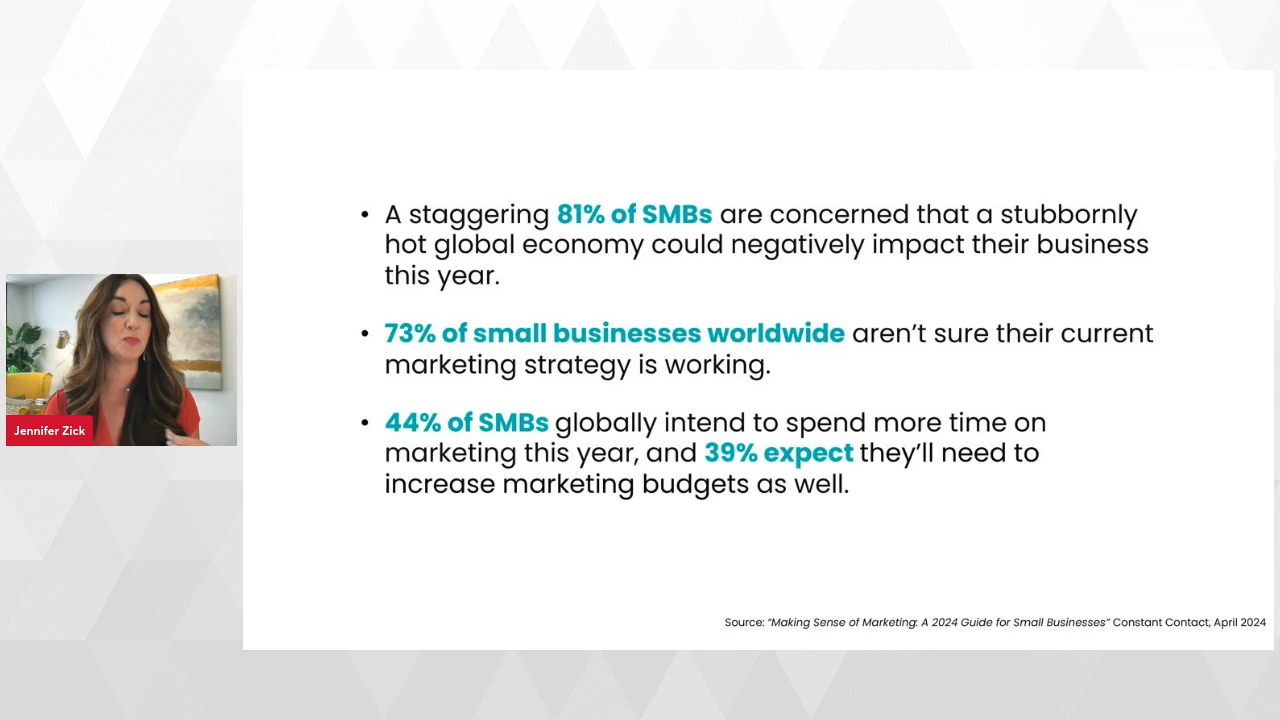 A staggering 81% of SMBs are concerned that a stubbornly
hot global economy could negatively impact their business
this year.
73% of small businesses worldwide aren’t sure their current
marketing strategy is working.
44% of SMBs globally intend to spend more time on
marketing this year, and 39% expect they’ll need to
increase marketing budgets as well.
Jennifer Zick
Source: “Making Sense of Marketing: A 2024 Guide for Small Businesses” Constant Contact, April 2024